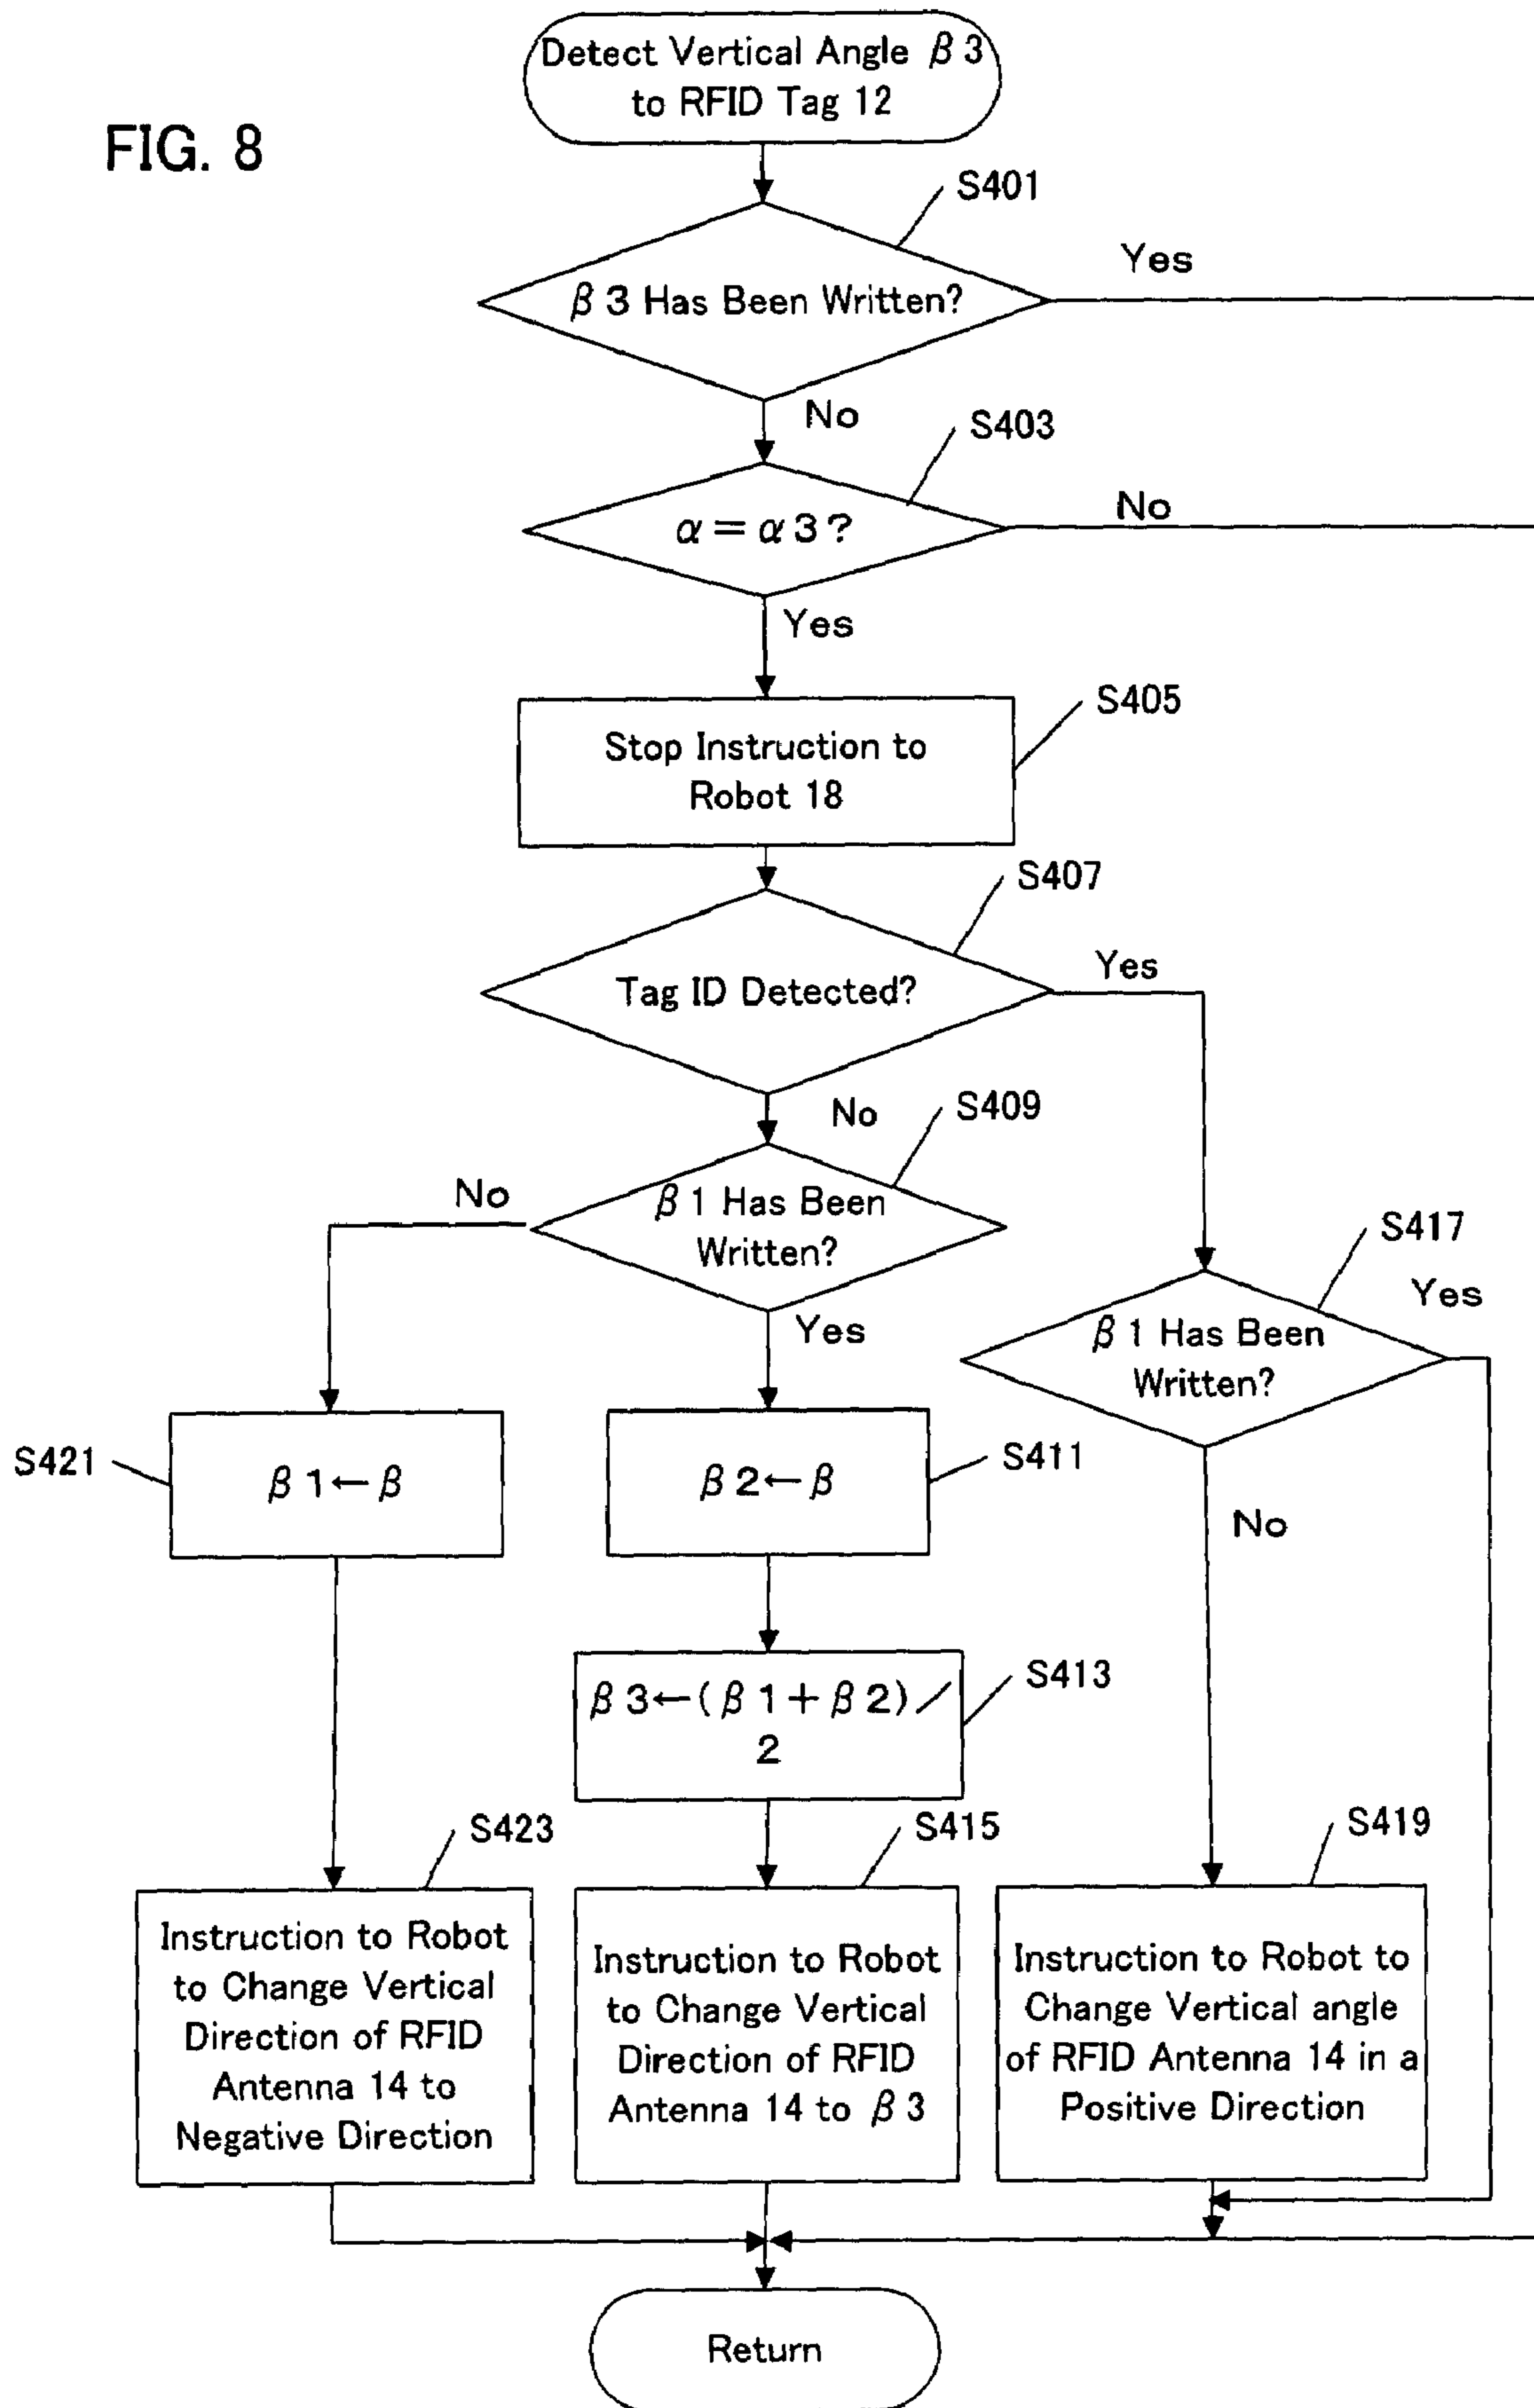 FIG. 8
Detect Vertical Angle β3
to RFID Tag 12
S401
Yes
β3 Has Been Written?
No
S403
No
α=α3?
Yes
S405
Stop Instruction to
Robot 18
S407
Yes
Tag ID Detected?
No
S409
No
β1 Has Been
Written?
Yes
S417
Yes
β1 Has Been
Written?
No
S421
β1←β
S411
β2←β
S413
β3←(β1+β2)/
2
S423
Instruction to Robot
to Change Vertical
Direction of RFID
Antenna 14 to
Negative Direction
S415
Instruction to Robot
to Change Vertical
Direction of RFID
Antenna 14 to β3
S419
Instruction to Robot to
Change Vertical angle
of RFID Antenna 14 in a
Positive Direction
Return